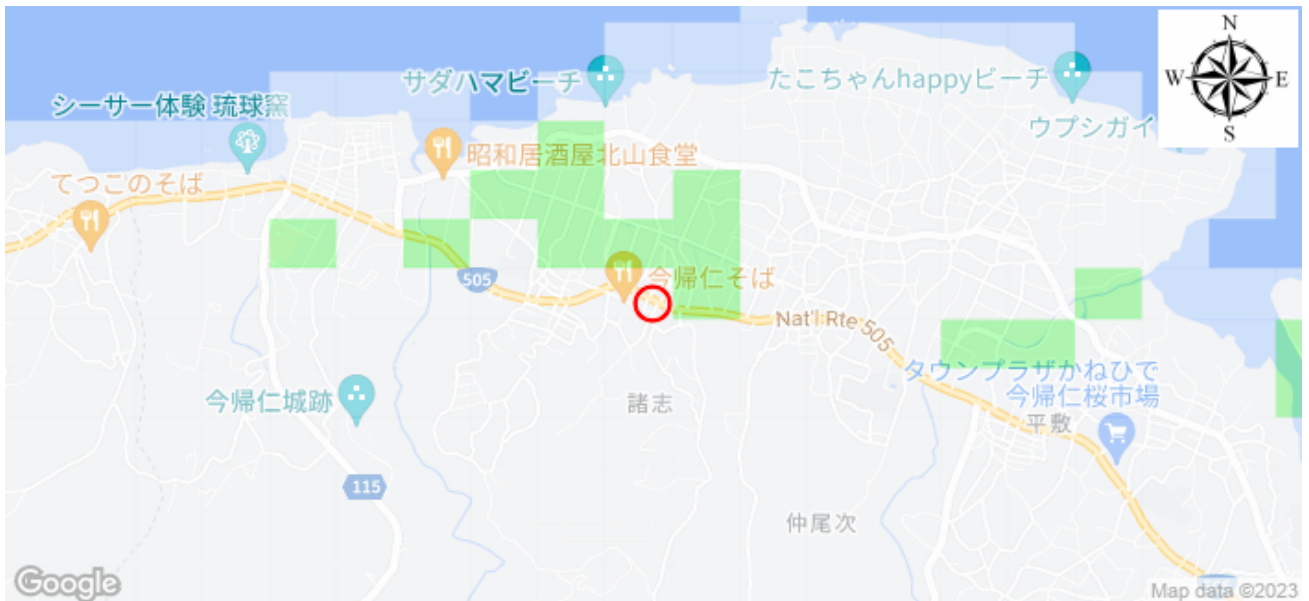 N
W
E
S
サダハマビーチ
たこちゃんhappyビーチ
シーサー体験 琉球窯
ウプシガイ
昭和居酒屋北山食堂
てつこのそば
505
今帰仁そば
Nat'l Rte 505
タウンプラザかねひで
今帰仁桜市場
今帰仁城跡
諸志
平敷
115
仲尾次
Google
Map data ©2023